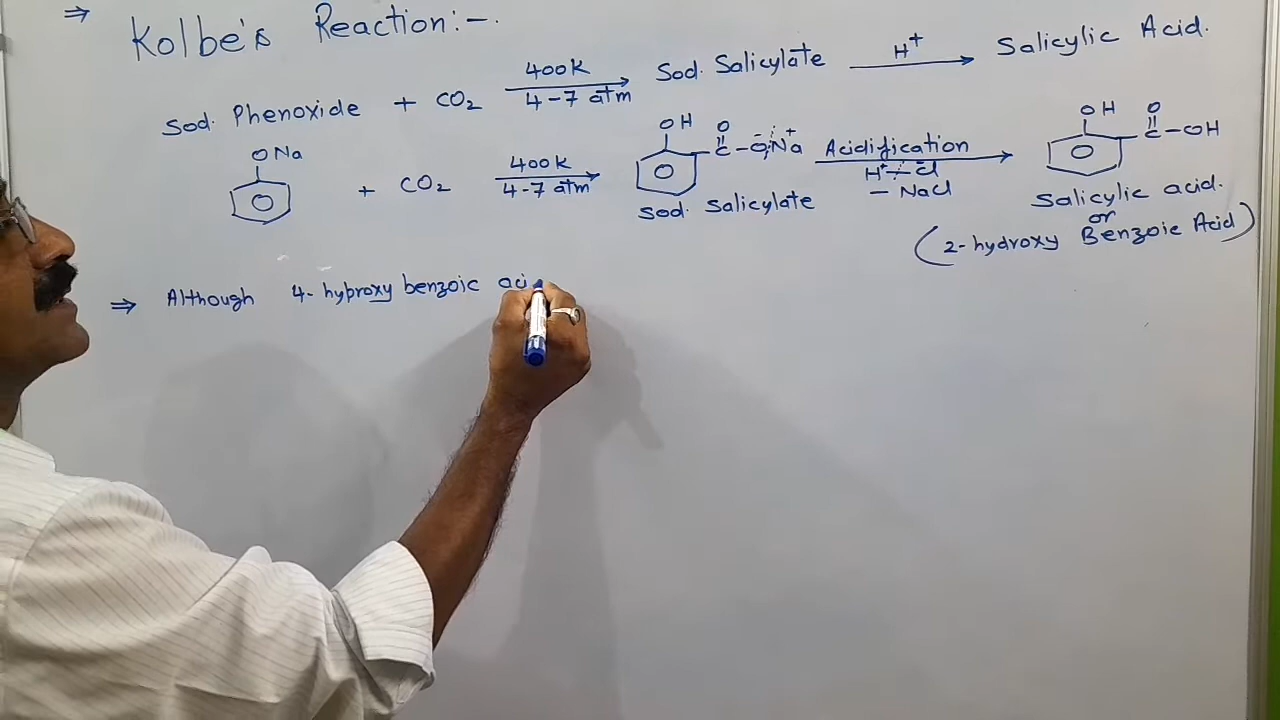 ⇒ Kolbe's Reaction:-.
Sod. Phenoxide + CO2 400K 4-7 atm → Sod. Salicylate H+ → Salicylic Acid.
ONa + CO2 400K 4-7 atm → OH O || C-O-Na+ Acidification H+-Cl - NaCl → OH O || C-OH
Sod. Salicylate
Salicylic acid.
or
(2-hydroxy Benzoic Acid)
⇒ Although 4-hyproxy benzoic aci